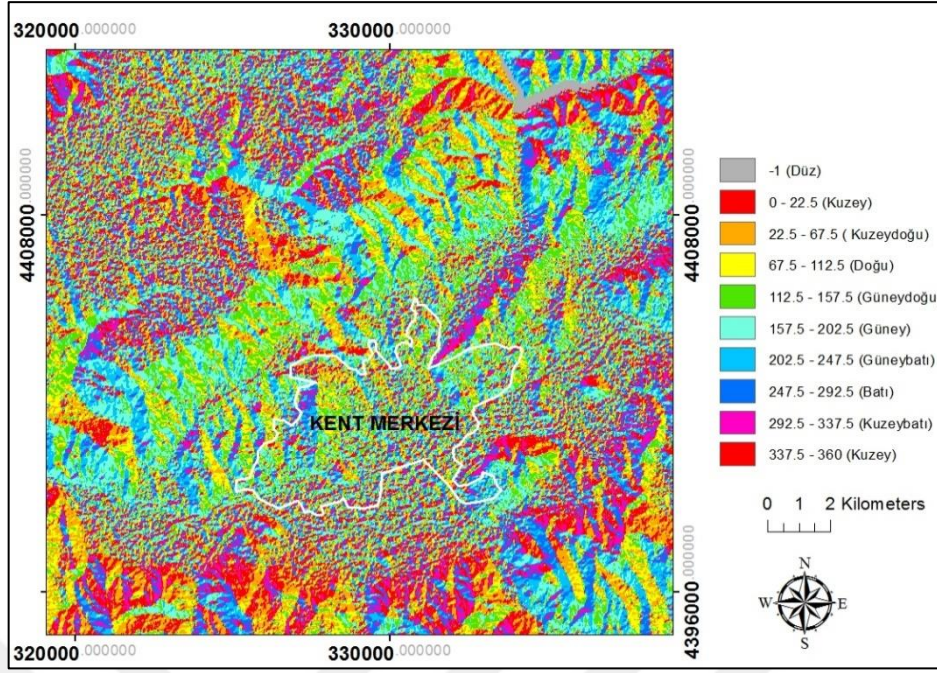 320000.000000 330000.000000
4408000.000000 4408000.000000
-1 (Düz)
0 - 22.5 (Kuzey)
22.5 - 67.5 ( Kuzeydoğu)
67.5 - 112.5 (Doğu)
112.5 - 157.5 (Güneydoğu
157.5 - 202.5 (Güney)
202.5 - 247.5 (Güneybatı)
247.5 - 292.5 (Batı)
292.5 - 337.5 (Kuzeybatı)
337.5 - 360 (Kuzey)
KENT MERKEZİ
0 1 2 Kilometers
N
W E
S
4396000.000000
320000.000000 330000.000000